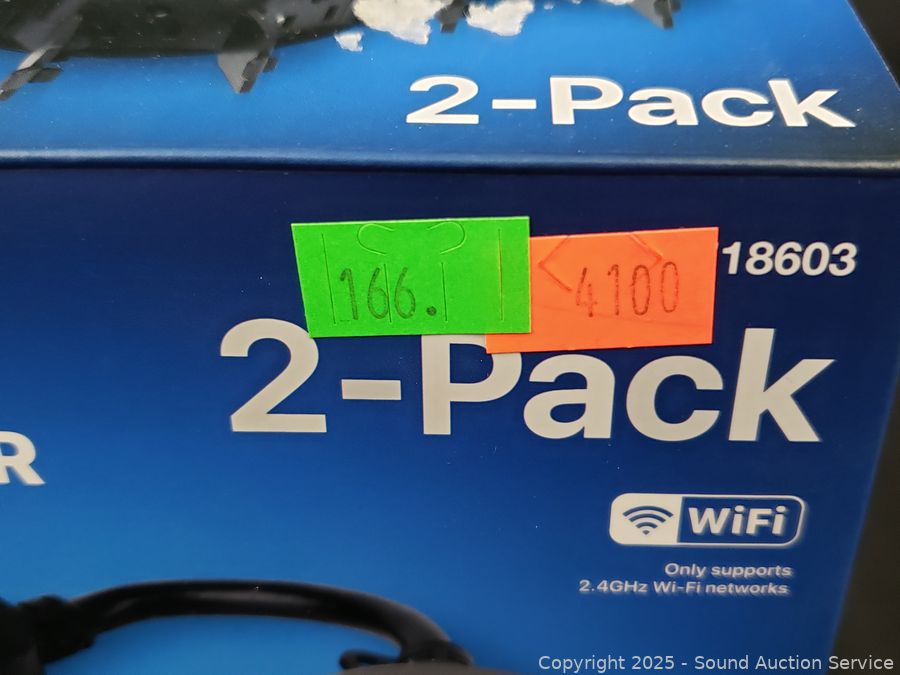 2-Pack
18603
166.
4100
2-Pack
R
WiFi
Only supports
2.4GHz Wi-Fi networks
Copyright 2025 - Sound Auction Service